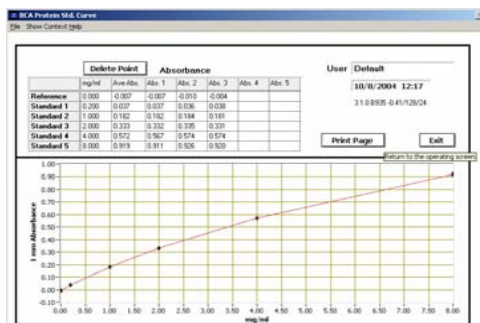 BCA Protein Std. Curve
File Show Context Help
Delete Point Absorbance User Default
mg/ml Ave Abs. Abs. 1 Abs. 2 Abs. 3 Abs. 4 Abs. 5
10/8/2004 12:17
Reference 0.000 -0.007 -0.007 -0.010 -0.004
Standard 1 0.200 0.037 0.037 0.036 0.038
Standard 2 1.000 0.182 0.182 0.184 0.181
Standard 3 2.000 0.333 0.332 0.335 0.331
Standard 4 4.000 0.572 0.567 0.574 0.574
Standard 5 8.000 0.919 0.911 0.926 0.920
Print Page Exit
Return to the operating screen
1 mm Absorbance
1.00
0.90
0.80
0.70
0.60
0.50
0.40
0.30
0.20
0.10
0.00
-0.10
0.00 0.50 1.00 1.50 2.00 2.50 3.00 3.50 4.00 4.50 5.00 5.50 6.00 6.50 7.00 7.50 8.00
mg/ml